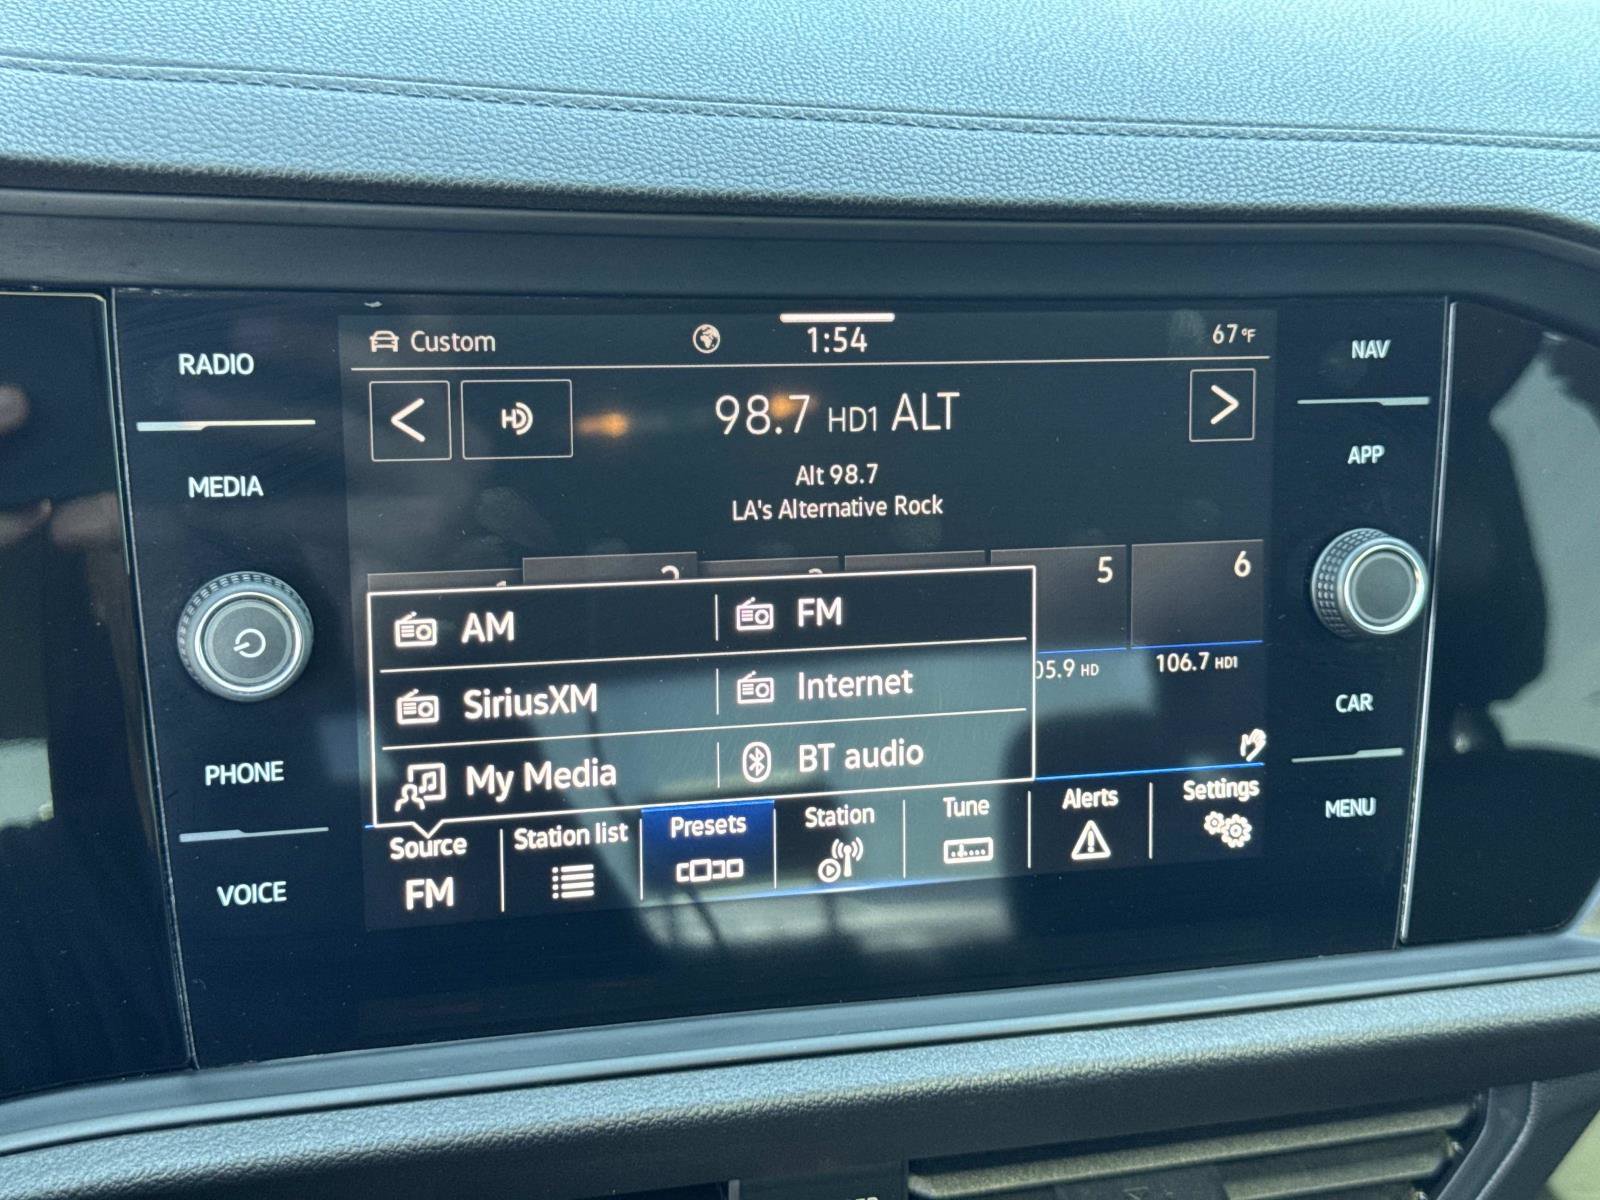 RADIO
MEDIA
PHONE
VOICE
Custom
1:54
67°F
HD
98.7 HD1 ALT
Alt 98.7
LA's Alternative Rock
5
6
AM
FM
SiriusXM
Internet
My Media
BT audio
05.9 HD
106.7 HD1
Source
FM
Station list
Presets
Station
Tune
Alerts
Settings
NAV
APP
CAR
MENU